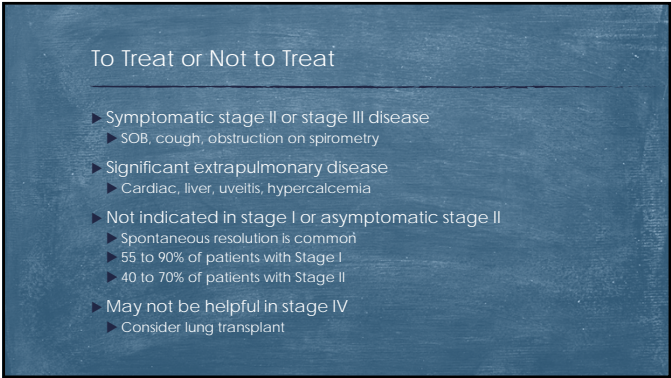 To Treat or Not to Treat
Symptomatic stage II or stage III disease
SOB, cough, obstruction on spirometry
Significant extrapulmonary disease
Cardiac, liver, uveitis, hypercalcemia
Not indicated in stage I or asymptomatic stage II
Spontaneous resolution is common
55 to 90% of patients with Stage I
40 to 70% of patients with Stage II
May not be helpful in stage IV
Consider lung transplant